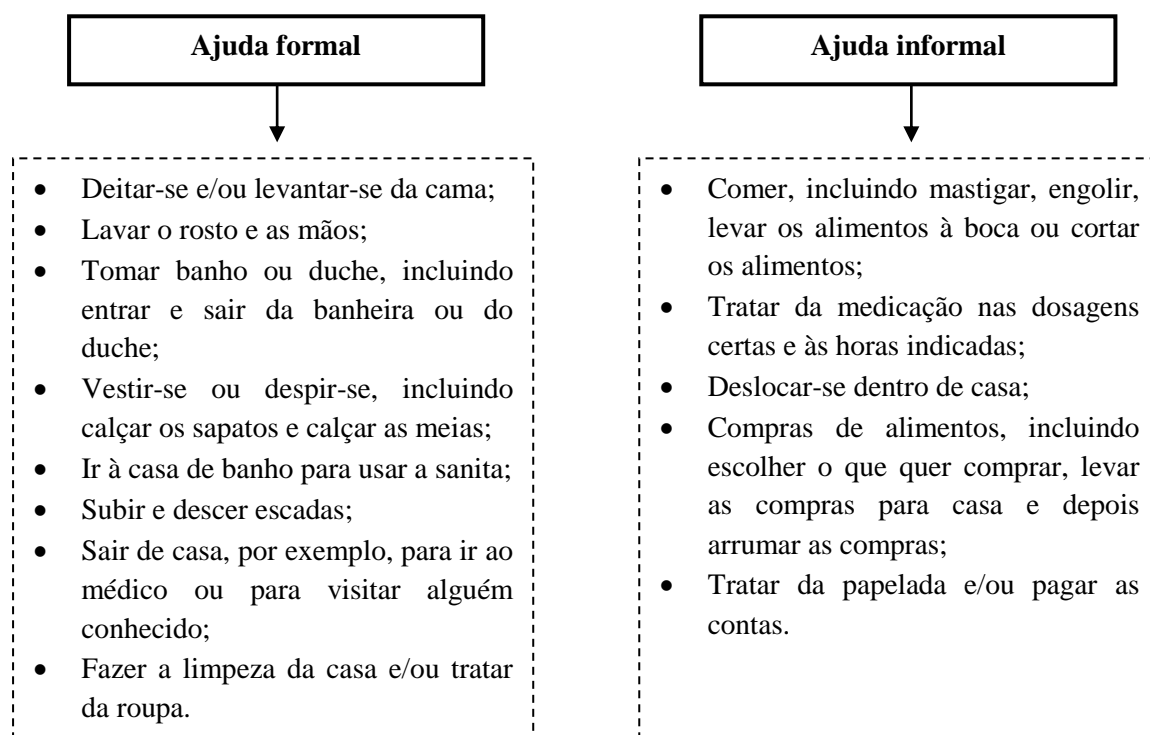 Ajuda formal
• Deitar-se e/ou levantar-se da cama;
• Lavar o rosto e as mãos;
• Tomar banho ou duche, incluindo
entrar e sair da banheira ou do
duche;
• Vestir-se ou despir-se, incluindo
calçar os sapatos e calçar as meias;
• Ir à casa de banho para usar a sanita;
• Subir e descer escadas;
• Sair de casa, por exemplo, para ir ao
médico ou para visitar alguém
conhecido;
• Fazer a limpeza da casa e/ou tratar
da roupa.
Ajuda informal
• Comer, incluindo mastigar, engolir,
levar os alimentos à boca ou cortar
os alimentos;
• Tratar da medicação nas dosagens
certas e às horas indicadas;
• Deslocar-se dentro de casa;
• Compras de alimentos, incluindo
escolher o que quer comprar, levar
as compras para casa e depois
arrumar as compras;
• Tratar da papelada e/ou pagar as
contas.